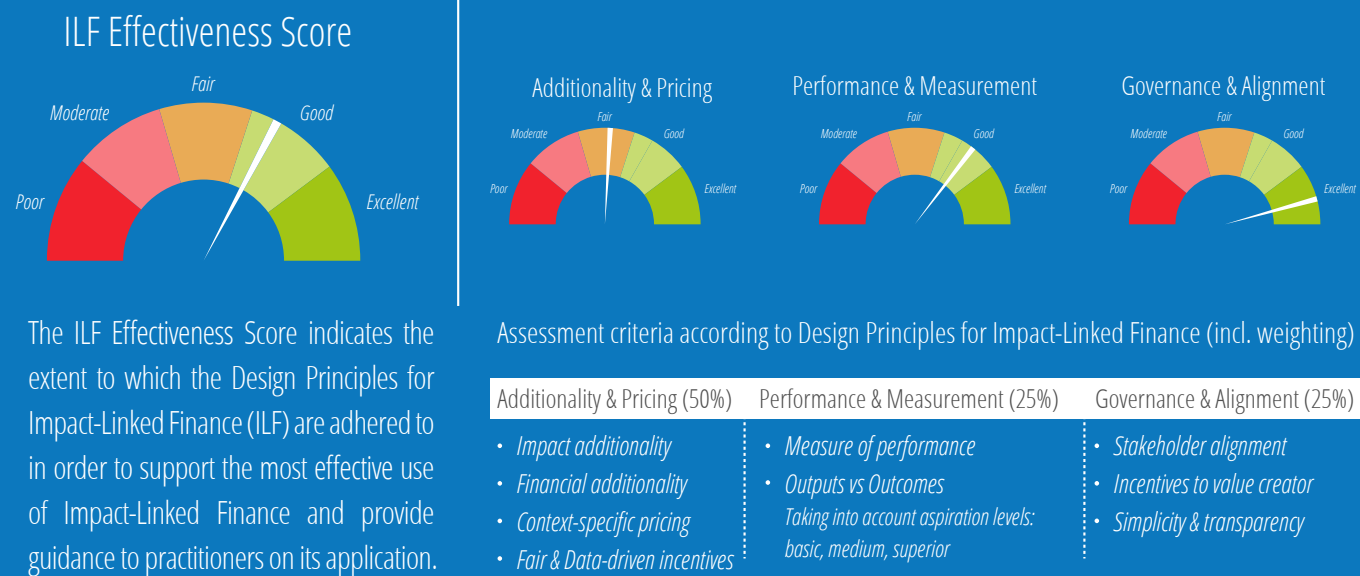 ILF Effectiveness Score
Fair
Moderate
Good
Poor
Excellent
The ILF Effectiveness Score indicates the
extent to which the Design Principles for
Impact-Linked Finance (ILF) are adhered to
in order to support the most effective use
of Impact-Linked Finance and provide
guidance to practitioners on its application.
Additionality & Pricing
Fair
Moderate
Good
Poor
Excellent
Performance & Measurement
Fair
Moderate
Good
Poor
Excellent
Governance & Alignment
Fair
Moderate
Good
Poor
Excellent
Assessment criteria according to Design Principles for Impact-Linked Finance (incl. weighting)
Additionality & Pricing (50%)
• Impact additionality
• Financial additionality
• Context-specific pricing
• Fair & Data-driven incentives
Performance & Measurement (25%)
• Measure of performance
• Outputs vs Outcomes
Taking into account aspiration levels:
basic, medium, superior
Governance & Alignment (25%)
• Stakeholder alignment
• Incentives to value creator
• Simplicity & transparency